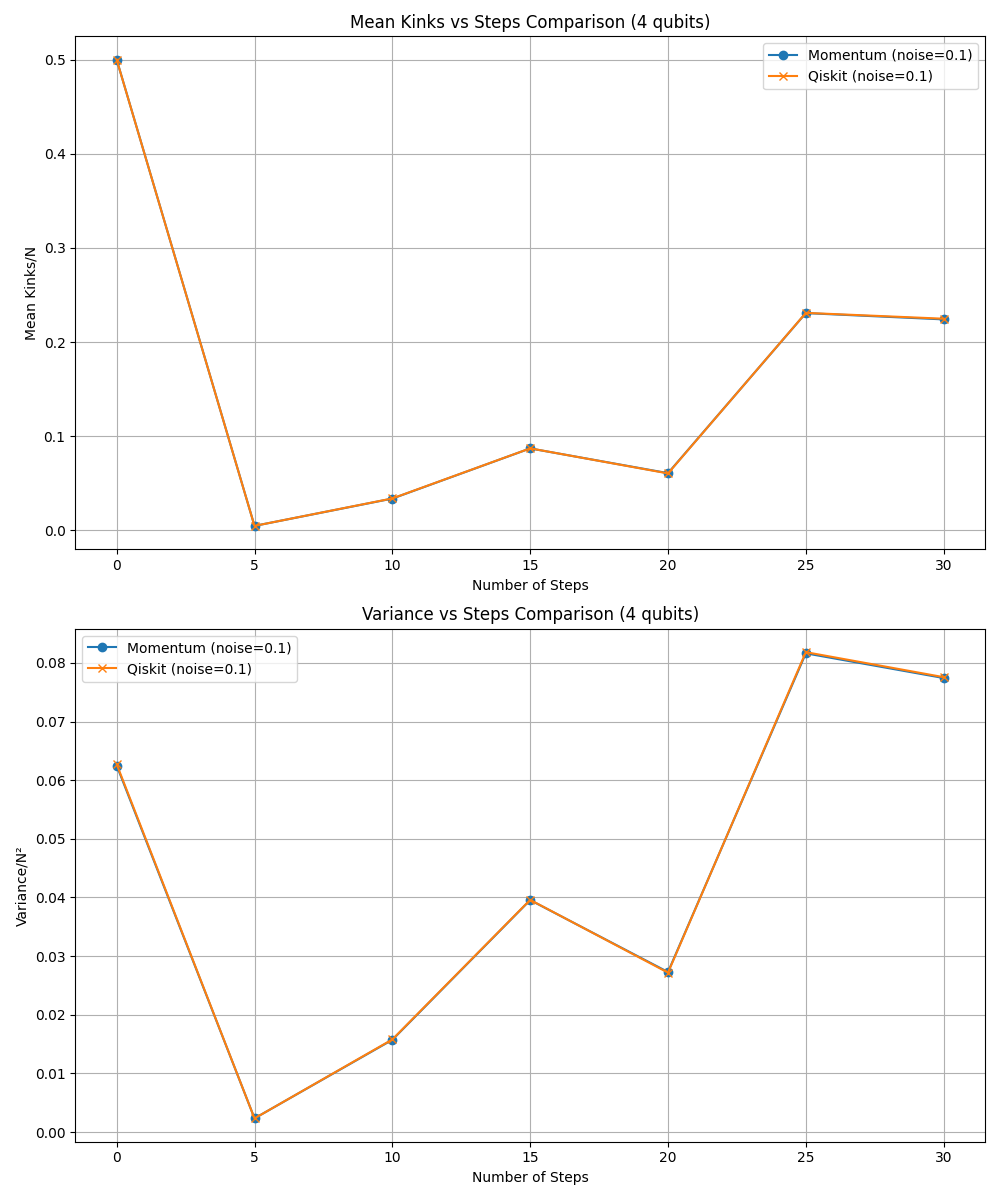 Mean Kinks vs Steps Comparison (4 qubits)
Momentum (noise=0.1)
Qiskit (noise=0.1)
0.5
0.4
0.3
0.2
0.1
0.0
Mean Kinks/N
0 5 10 15 20 25 30
Number of Steps
Variance vs Steps Comparison (4 qubits)
Momentum (noise=0.1)
Qiskit (noise=0.1)
0.08
0.07
0.06
0.05
0.04
0.03
0.02
0.01
0.00
Variance/N²
0 5 10 15 20 25 30
Number of Steps